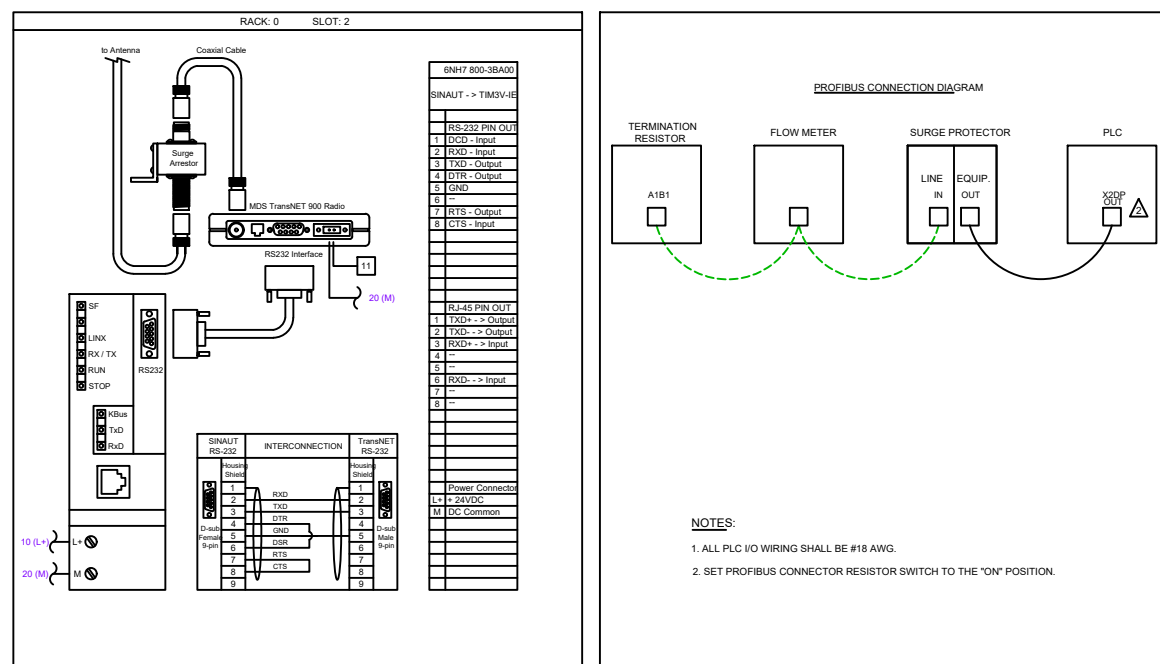 RACK: 0 SLOT: 2
to Antenna
Coaxial Cable
Surge
Arrestor
MDS TransNET 900 Radio
RS232 Interface
11
20 (M)
SF
LINX
RX / TX
RUN
STOP
RS232
KBus
TxD
RxD
10 (L+)
L+
20 (M)
M
SINAUT
RS-232
INTERCONNECTION
TransNET
RS-232
Housing
Shield
Housing
Shield
1 1
2 RXD 2
3 TXD 3
4 DTR 4
5 GND 5
6 DSR 6
7 RTS 7
8 CTS 8
9 9
D-sub
Female
9-pin
D-sub
Male
9-pin
6NH7 800-3BA00
SINAUT - > TIM3V-IE
RS-232 PIN OUT
1 DCD - Input
2 RXD - Input
3 TXD - Output
4 DTR - Output
5 GND
6 --
7 RTS - Output
8 CTS - Input
RJ-45 PIN OUT
1 TXD+ - > Output
2 TXD- - > Output
3 RXD+ - > Input
4 --
5 --
6 RXD- - > Input
7 --
8 --
Power Connector
L+ + 24VDC
M DC Common
PROFIBUS CONNECTION DIAGRAM
TERMINATION
RESISTOR
A1B1
FLOW METER
SURGE PROTECTOR
LINE EQUIP.
IN OUT
PLC
X2DP
OUT
2
NOTES:
1. ALL PLC I/O WIRING SHALL BE #18 AWG.
2. SET PROFIBUS CONNECTOR RESISTOR SWITCH TO THE "ON" POSITION.